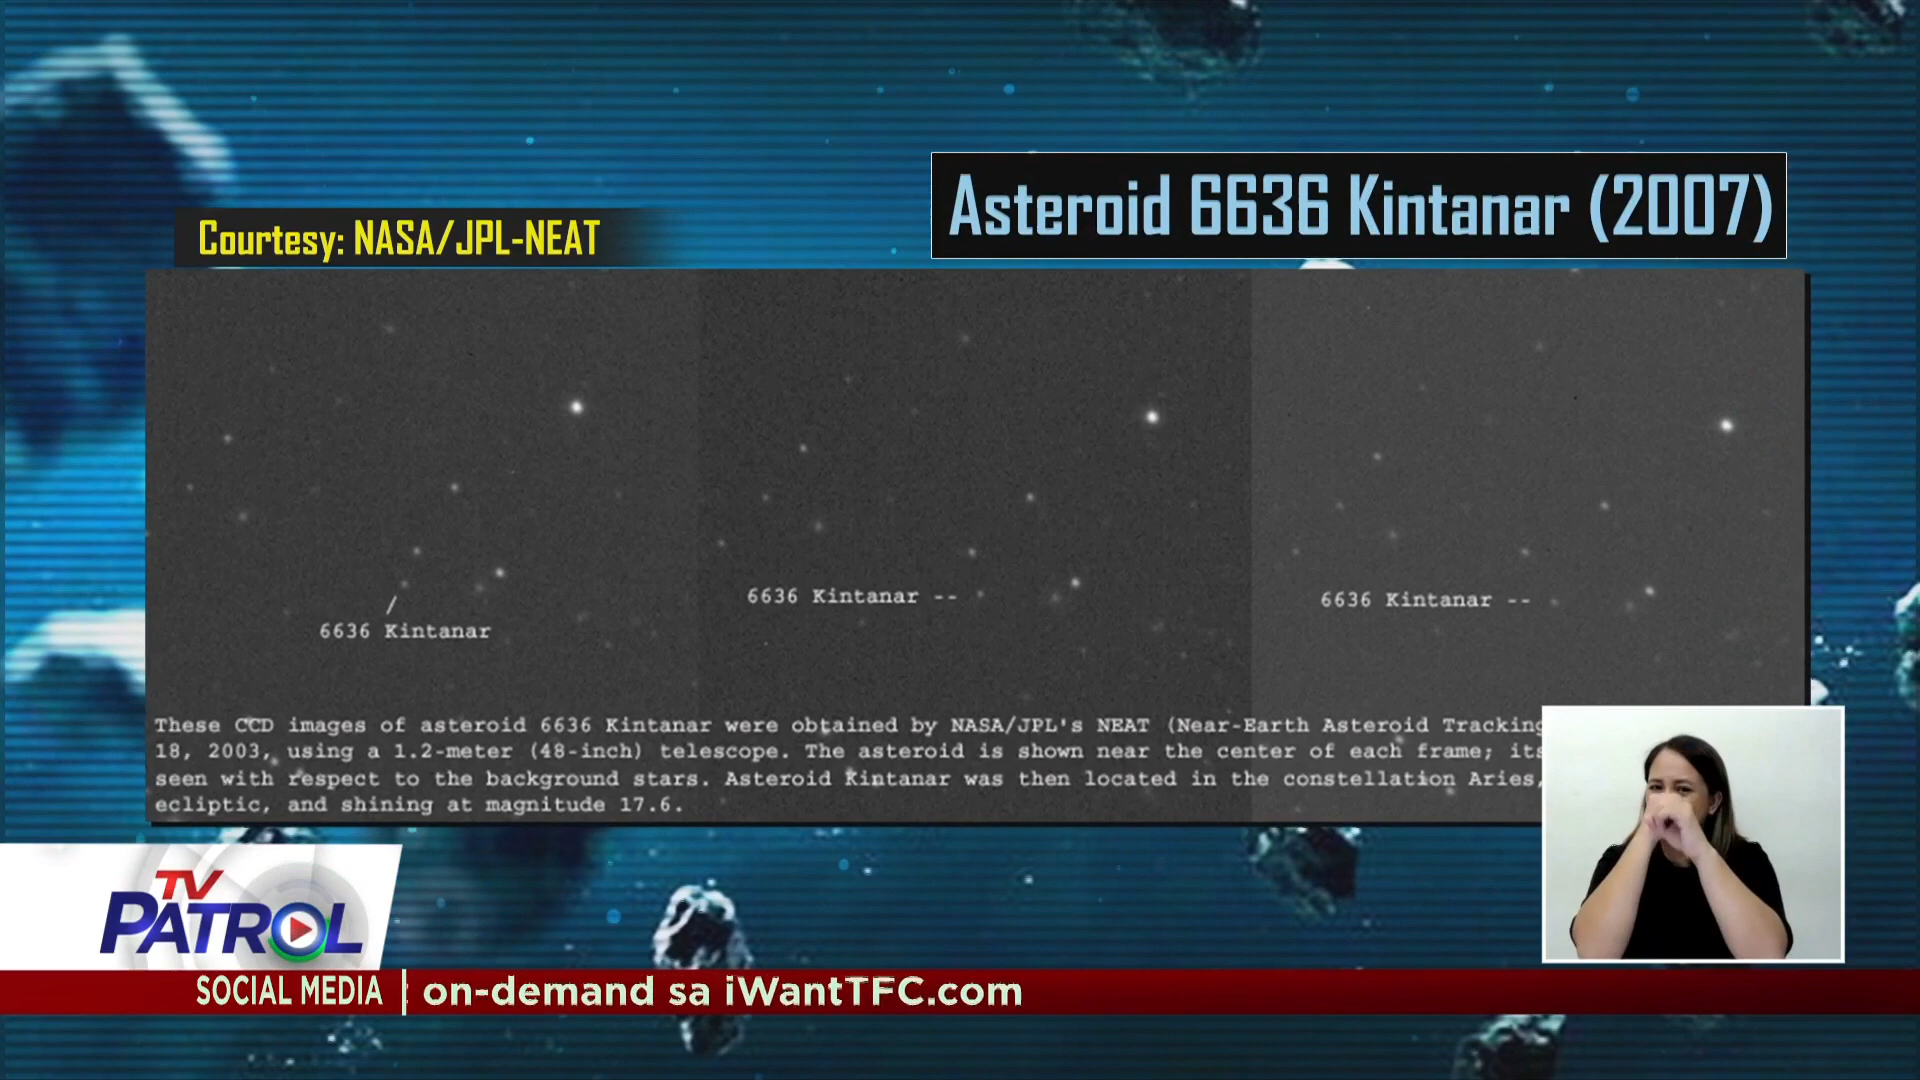 Asteroid 6636 Kintanar (2007)
Courtesy: NASA/JPL-NEAT
6636 Kintanar
6636 Kintanar --
6636 Kintanar --
These CCD images of asteroid 6636 Kintanar were obtained by NASA/JPL's NEAT (Near-Earth Asteroid Tracking
18, 2003, using a 1.2-meter (48-inch) telescope. The asteroid is shown near the center of each frame; its
seen with respect to the background stars. Asteroid Kintanar was then located in the constellation Aries,
ecliptic, and shining at magnitude 17.6.
TV
PATROL
SOCIAL MEDIA | on-demand sa iWantTFC.com